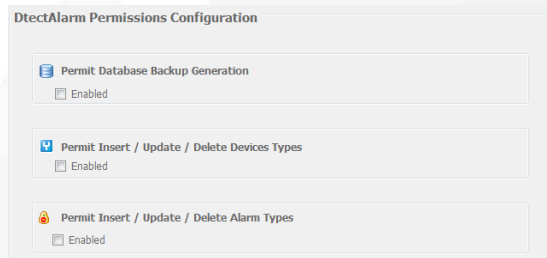 DtectAlarm Permissions Configuration
Permit Database Backup Generation
Enabled
Permit Insert / Update / Delete Devices Types
Enabled
Permit Insert / Update / Delete Alarm Types
Enabled